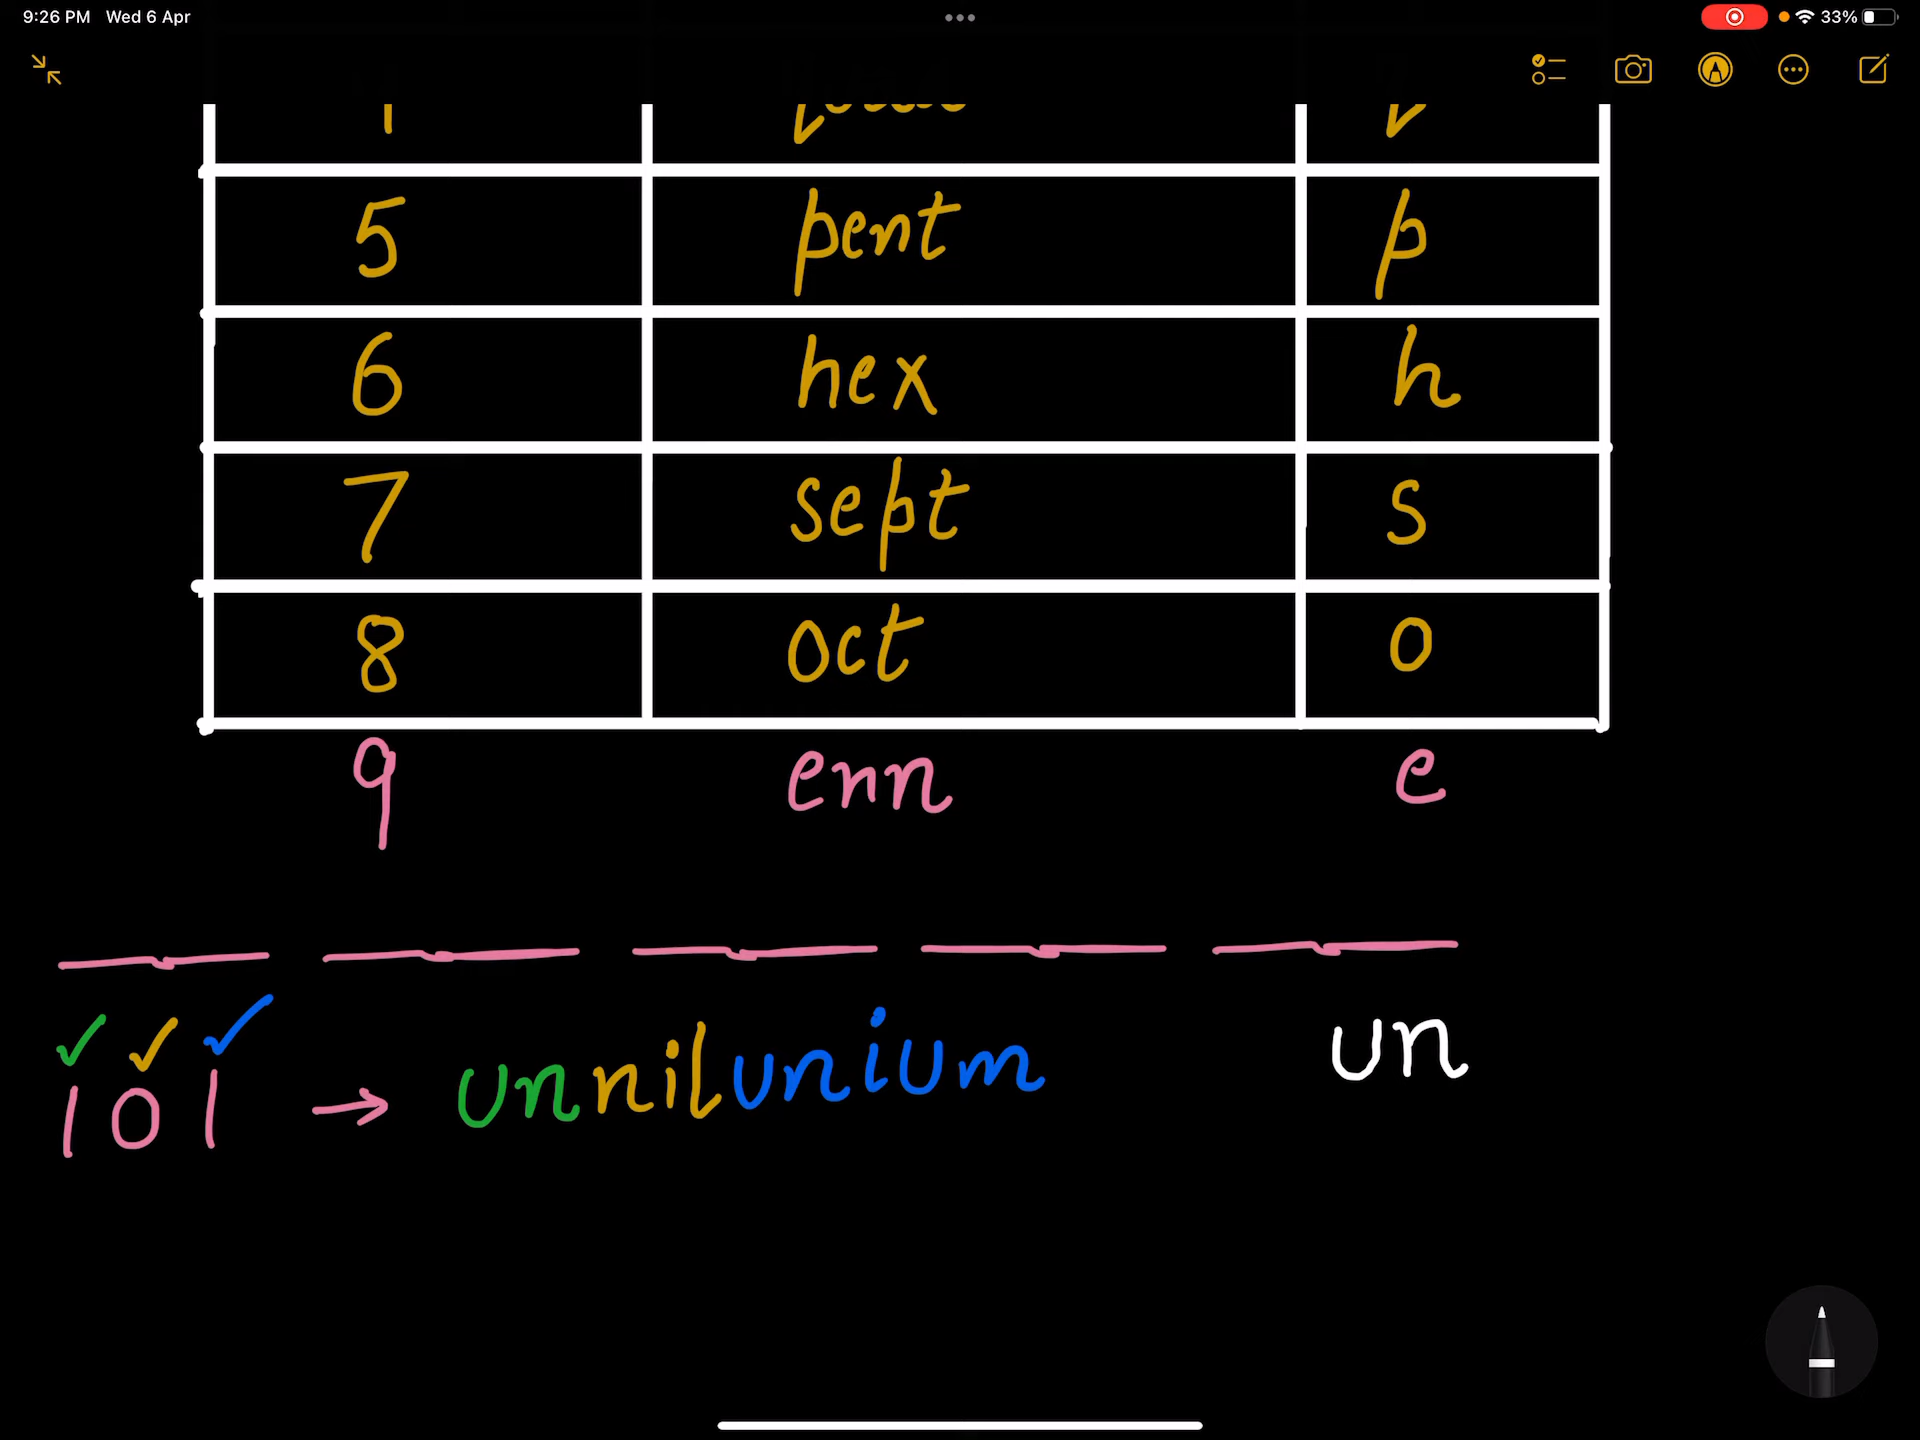 9:26 PM Wed 6 Apr 33%
5 pent p
6 hex h
7 sept s
8 oct o
9 enn e
101 → unnilunium un